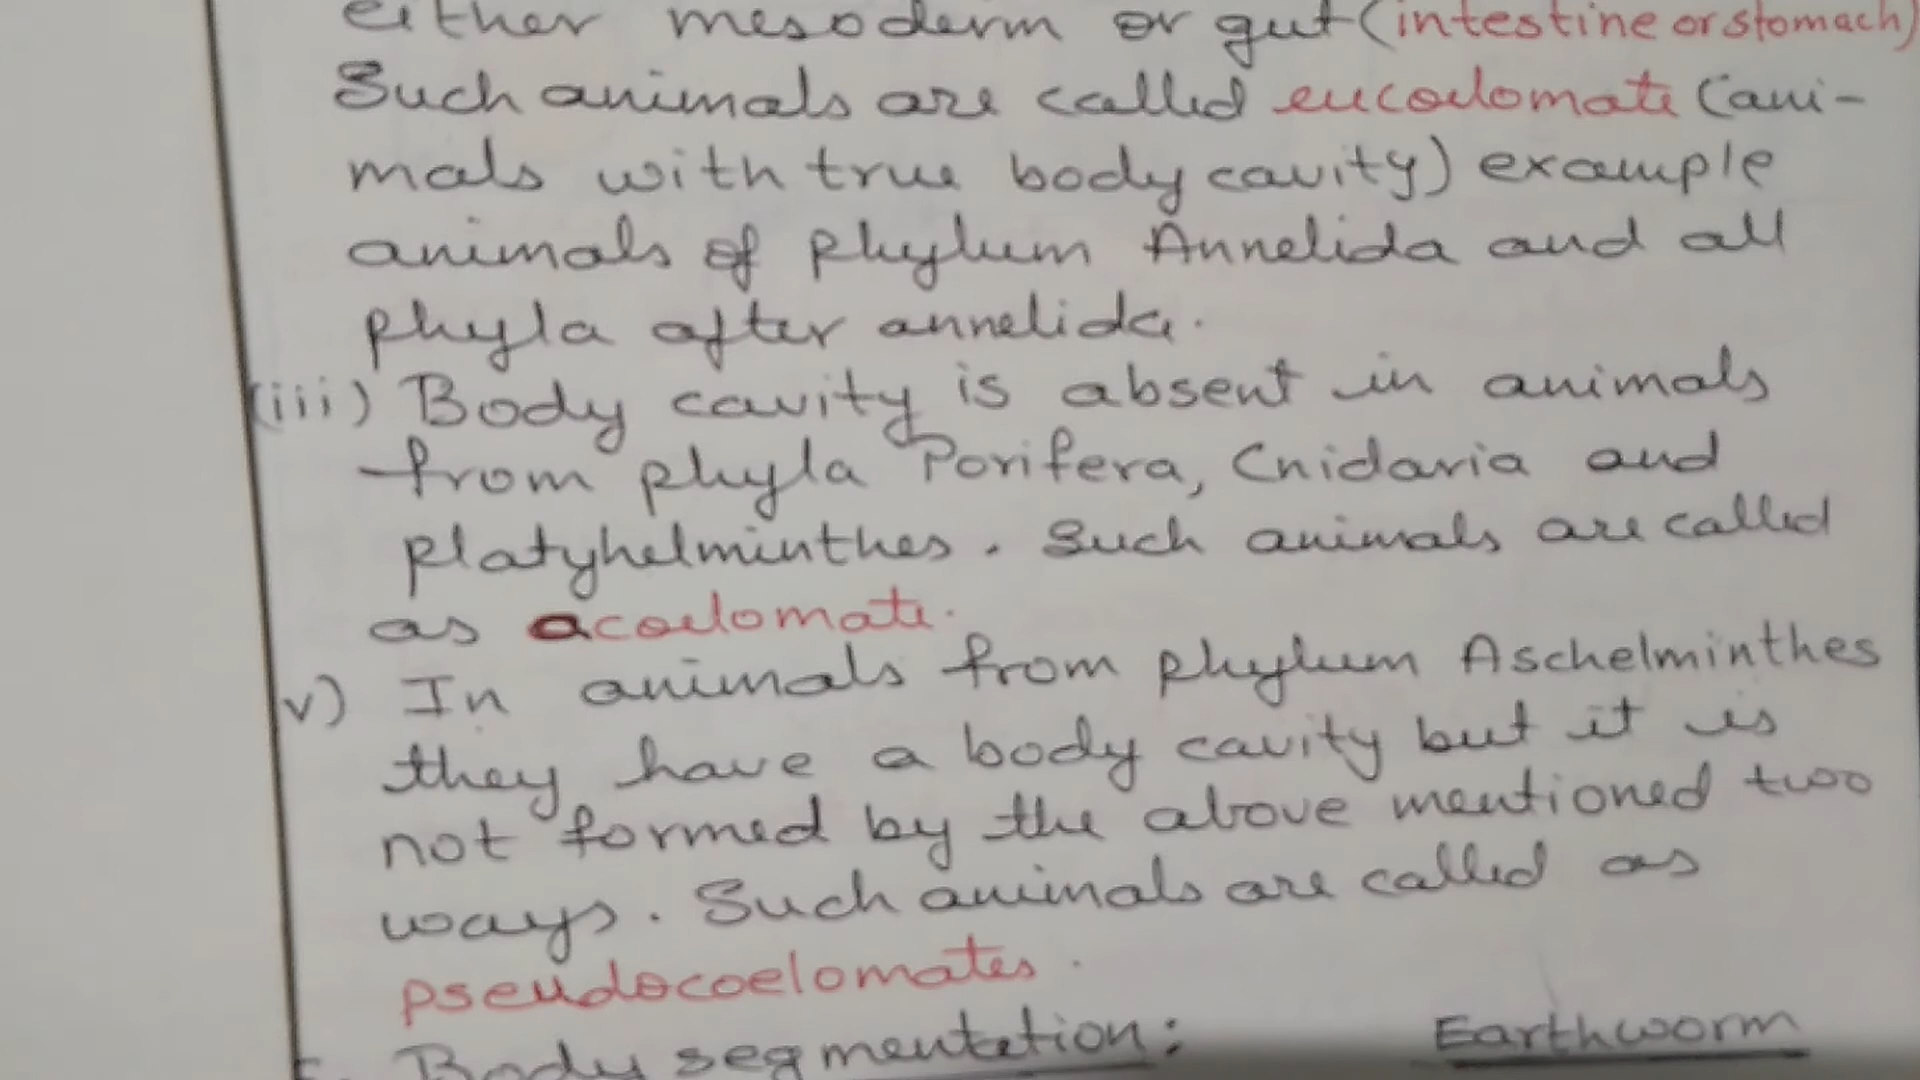 either mesoderm or gut (intestine or stomach)
Such animals are called eucoelomate (ani-
mals with true body cavity) example
animals of phylum Annelida and all
phyla after annelida.
(iii) Body cavity is absent in animals
from phyla Porifera, Cnidaria and
platyhelminthes. Such animals are called
as acoelomate.
v) In animals from phylum Aschelminthes
they have a body cavity but it is
not formed by the above mentioned two
ways. Such animals are called as
pseudocoelomates.
Body segmentation: Earthworm